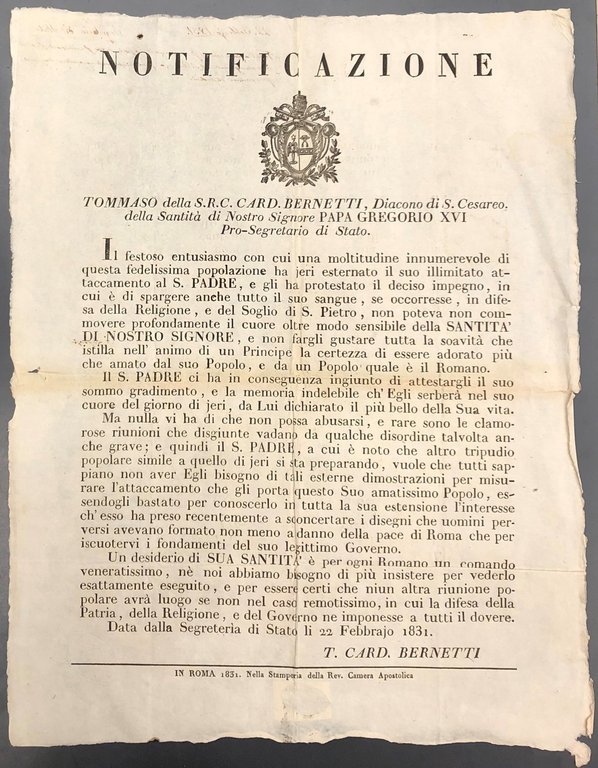 NOTIFICAZIONE
TOMMASO della S.R.C. CARD. BERNETTI, Diacono di S. Cesareo.
della Santità di Nostro Signore PAPA GREGORIO XVI
Pro-Segretario di Stato.
Il festoso entusiasmo con cui una moltitudine innumerevole di
questa fedelissima popolazione ha jeri esternato il suo illimitato at-
taccamento al S. PADRE, e gli ha protestato il deciso impegno, in
cui è di spargere anche tutto il suo sangue, se occorresse, in dife-
sa della Religione, e del Soglio di S. Pietro, non poteva non com-
movere profondamente il cuore oltre modo sensibile della SANTITA'
DI NOSTRO SIGNORE, e non fargli gustare tutta la soavità che
istilla nell' animo di un Principe la certezza di essere adorato più
che amato dal suo Popolo, e da un Popolo quale è il Romano.
Il S. PADRE ci ha in conseguenza ingiunto di attestargli il suo
sommo gradimento, e la memoria indelebile ch' Egli serberà nel suo
cuore del giorno di jeri, da Lui dichiarato il più bello della Sua vita.
Ma nulla vi ha di che non possa abusarsi, e rare sono le clamo-
rose riunioni che disgiunte vadano da qualche disordine talvolta an-
che grave; e quindi il S. PADRE, a cui è noto che altro tripudio
popolare simile a quello di jeri si sta preparando, vuole che tutti sap-
piano non aver Egli bisogno di tali esterne dimostrazioni per misu-
rare l'attaccamento che gli porta questo Suo amatissimo Popolo, es-
sendogli bastato per conoscerlo in tutta la sua estensione l'interesse
ch' esso ha preso recentemente a sconcertare i disegni che uomini per-
versi avevano formato non meno a danno della pace di Roma che per
iscuotervi i fondamenti del suo legittimo Governo.
Un desiderio di SUA SANTITA' è per ogni Romano un comando
veneratissimo, nè noi abbiamo bisogno di più insistere per vederlo
esattamente eseguito, e per essere certi che niun altra riunione po-
polare avrà luogo se non nel caso remotissimo, in cui la difesa della
Patria, della Religione, e del Governo ne imponesse a tutti il dovere.
Data dalla Segreteria di Stato li 22 Febbrajo 1831.
T. CARD. BERNETTI
IN ROMA 1831. Nella Stamperia della Rev. Camera Apostolica